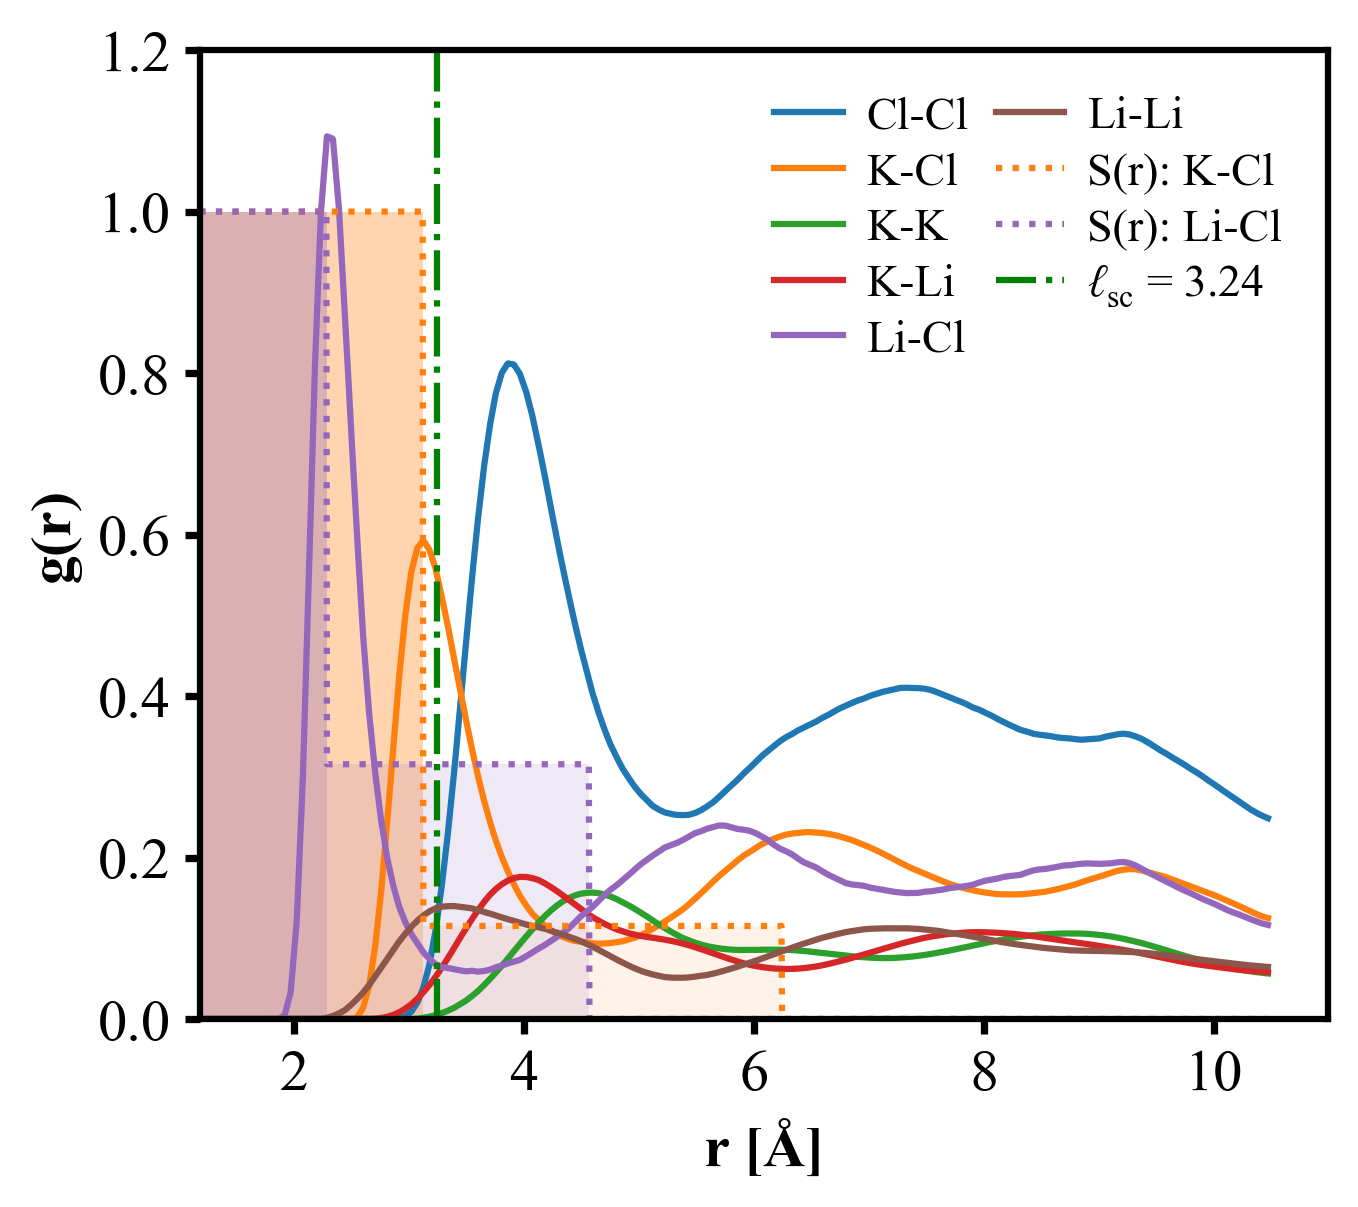 1.2
1.0
0.8
0.6
0.4
0.2
0.0
g(r)
2 4 6 8 10
r [Å]
Cl-Cl
K-Cl
K-K
K-Li
Li-Cl
Li-Li
S(r): K-Cl
S(r): Li-Cl
ℓsc = 3.24